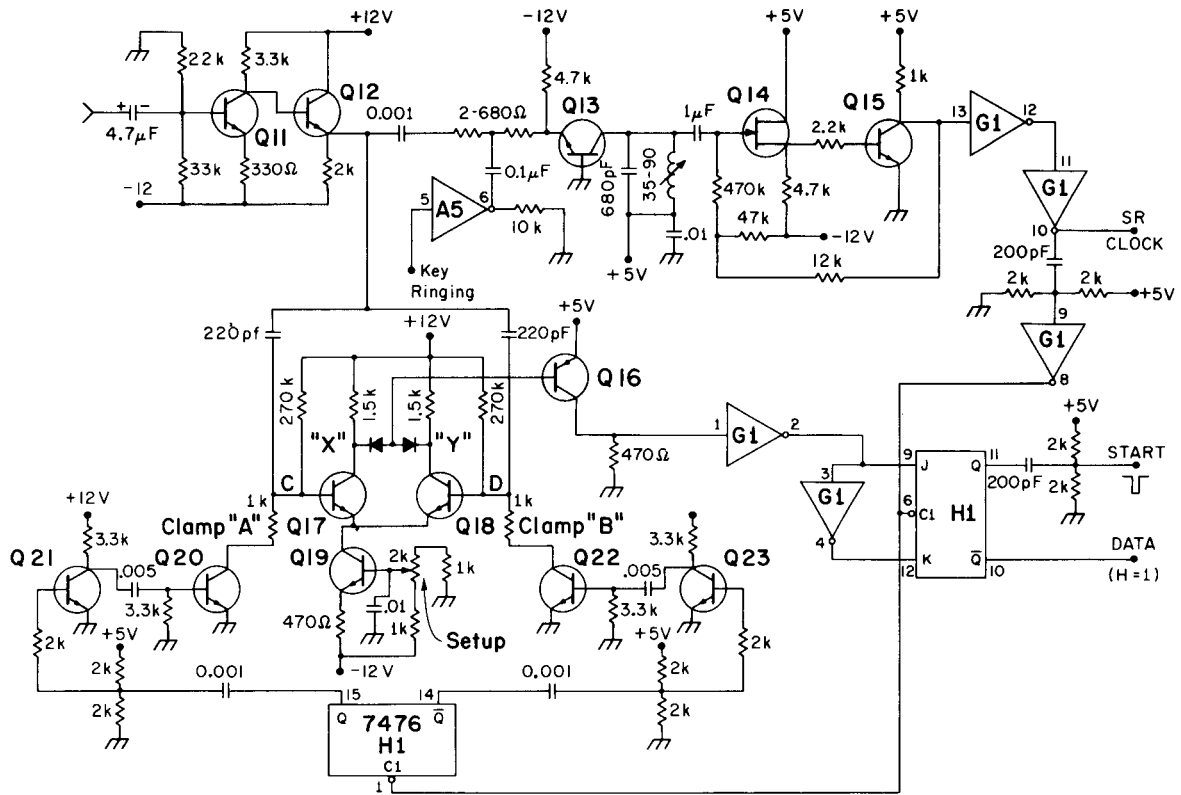 +12V
-12V
+5V
+5V
22k
3.3k
Q12
Q11
4.7µF
33k
330Ω
2k
-12
0.001
2-680Ω
4.7k
Q13
0.1µF
5
A5
6
10k
Key
Ringing
680pF
35-90
.01
+5V
1µF
Q14
Q15
1k
2.2k
470k
4.7k
47k
-12V
12k
13
G1
12
11
G1
10
SR
CLOCK
200pF
2k
2k
+5V
9
G1
8
220pf
220pF
+12V
+5V
Q16
270k
1.5k
1.5k
270k
"X"
"Y"
470Ω
1
G1
2
3
G1
4
+5V
2k
2k
200pF
START
9
J
Q
11
6
C1
H1
K
Q̅
12
10
DATA
(H=1)
C
D
1k
1k
Clamp "A"
Q17
Q18
Clamp "B"
+12V
3.3k
Q21
Q20
.005
3.3k
2k
+5V
2k
2k
Q19
2k
1k
.01
470Ω
1k
Setup
-12V
Q22
Q23
3.3k
.005
3.3k
+5V
2k
2k
2k
0.001
0.001
15
14
Q
7476
Q̅
H1
C1
1